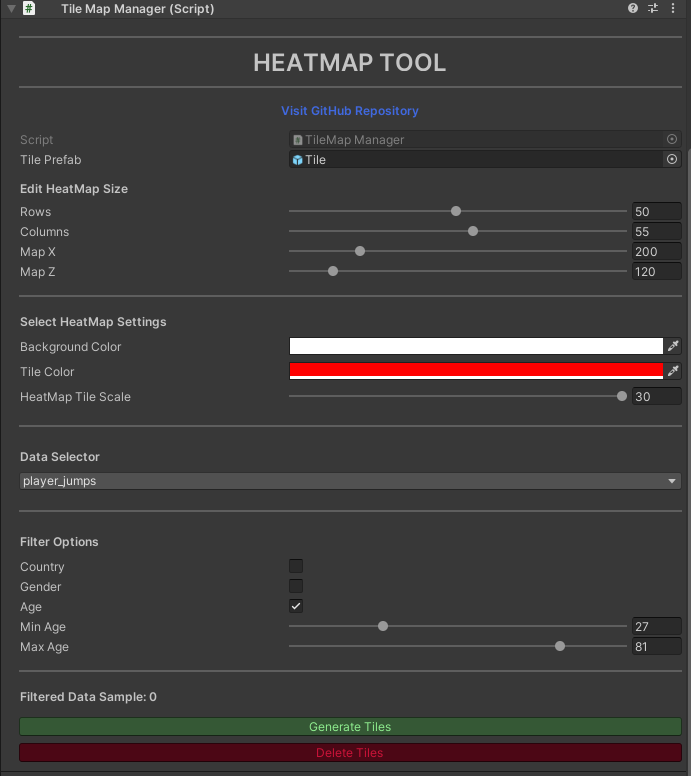 # Tile Map Manager (Script)
HEATMAP TOOL
Visit GitHub Repository
Script TileMap Manager
Tile Prefab Tile
Edit HeatMap Size
Rows 50
Columns 55
Map X 200
Map Z 120
Select HeatMap Settings
Background Color
Tile Color
HeatMap Tile Scale 30
Data Selector
player_jumps
Filter Options
Country
Gender
Age
Min Age 27
Max Age 81
Filtered Data Sample: 0
Generate Tiles
Delete Tiles